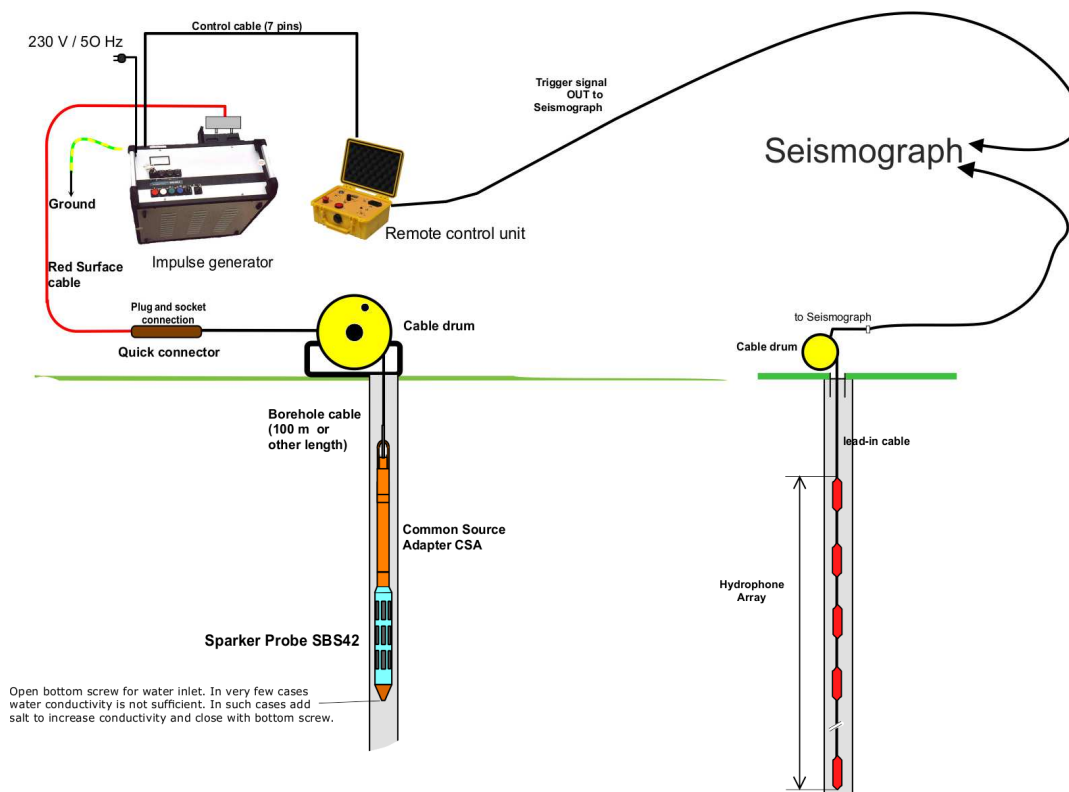 Control cable (7 pins)
230 V / 5O Hz
Trigger signal
OUT to
Seismograph
Seismograph
Ground
Remote control unit
Impulse generator
Red Surface
cable
Plug and socket
connection
Quick connector
Cable drum
to Seismograph
Cable drum
Borehole cable
(100 m or
other length)
lead-in cable
Common Source
Adapter CSA
Hydrophone
Array
Sparker Probe SBS42
Open bottom screw for water inlet. In very few cases
water conductivity is not sufficient. In such cases add
salt to increase conductivity and close with bottom screw.